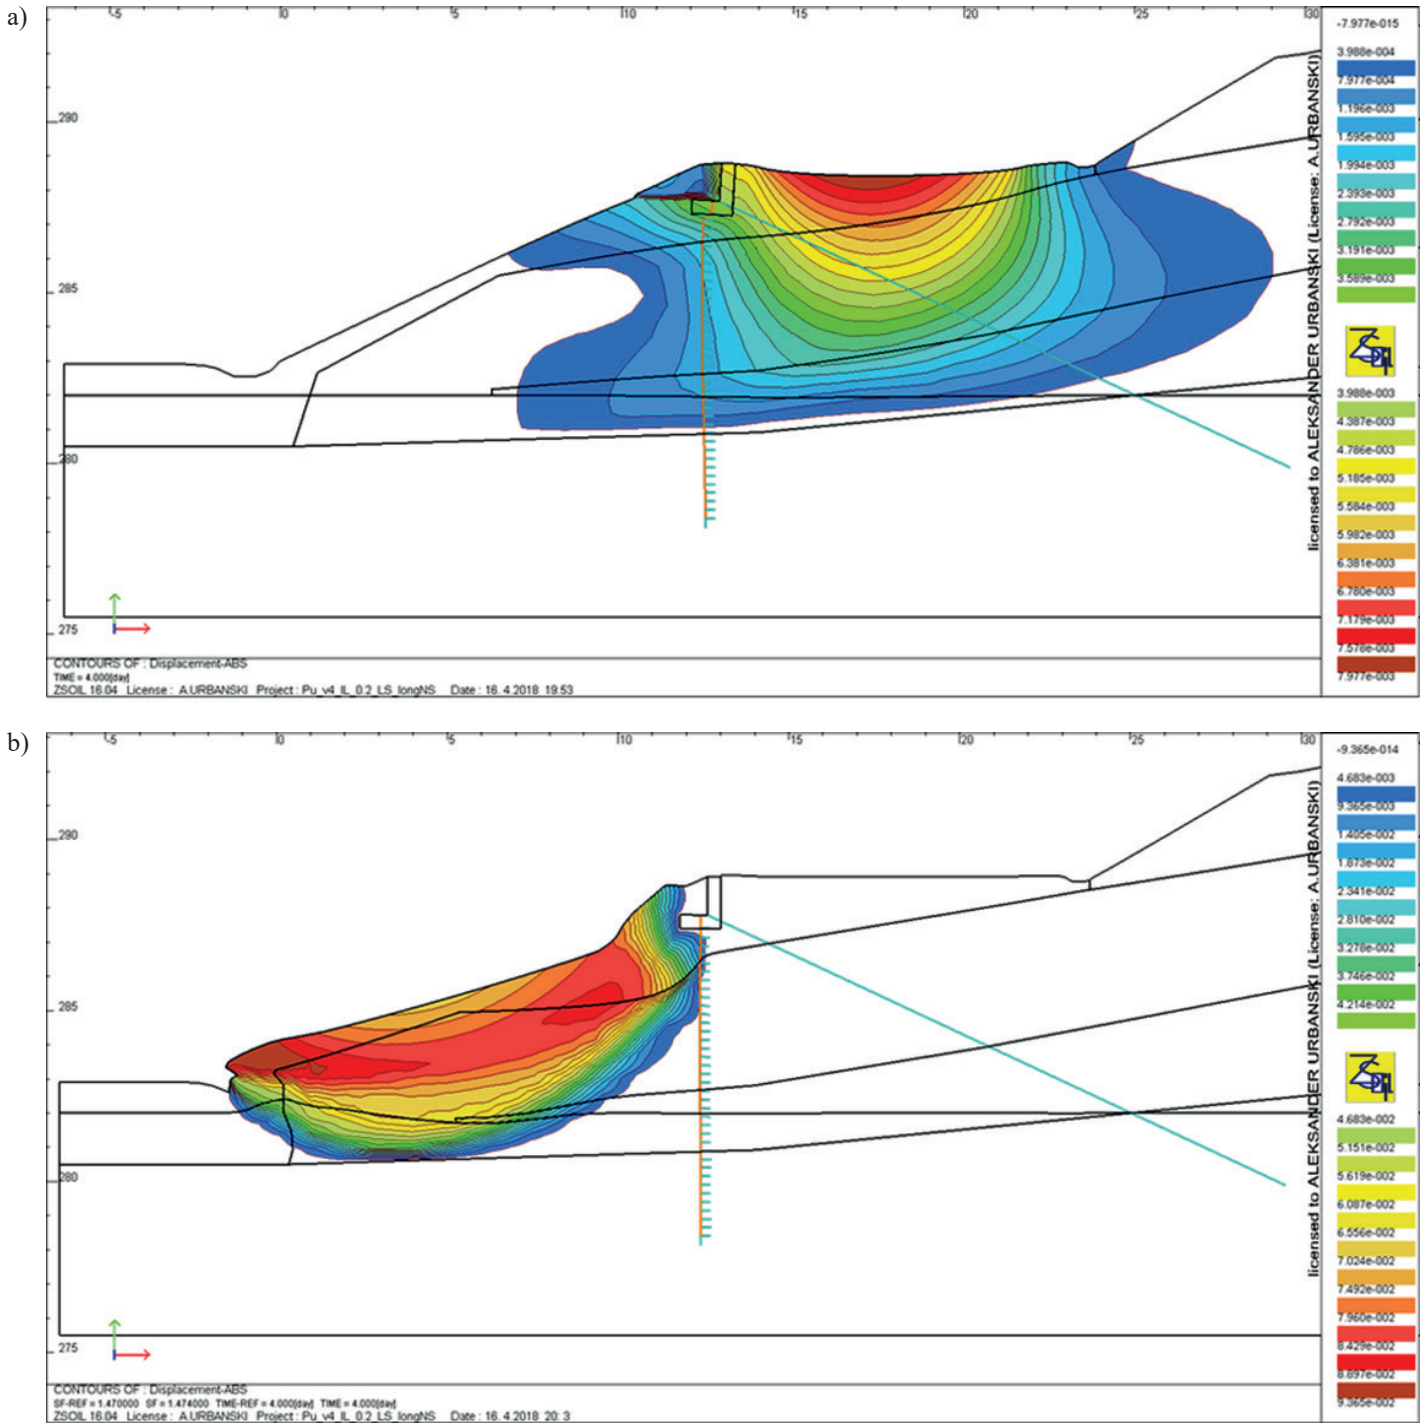 a)
-5 0 5 10 15 20 25 30
290
285
280
275
licensed to ALEKSANDER URBANSKI (License: A.URBANSKI)
-7.977e-015
3.988e-004
7.977e-004
1.196e-003
1.595e-003
1.994e-003
2.393e-003
2.792e-003
3.191e-003
3.589e-003
3.988e-003
4.387e-003
4.786e-003
5.185e-003
5.584e-003
5.982e-003
6.381e-003
6.780e-003
7.179e-003
7.578e-003
7.977e-003
CONTOURS OF : Displacement-ABS
TIME = 4.000[day]
ZSOIL 16.04 License : A.URBANSKI Project : Pu_v4_IL_0.2_LS_longNS Date : 16. 4.2018 19.53
b)
-5 0 5 10 15 20 25 30
290
285
280
275
licensed to ALEKSANDER URBANSKI (License: A.URBANSKI)
-9.365e-014
4.683e-003
9.365e-003
1.405e-002
1.873e-002
2.341e-002
2.810e-002
3.278e-002
3.746e-002
4.214e-002
4.683e-002
5.151e-002
5.619e-002
6.087e-002
6.556e-002
7.024e-002
7.492e-002
7.960e-002
8.429e-002
8.897e-002
9.365e-002
CONTOURS OF : Displacement-ABS
SF-REF = 1.470000 SF = 1.474000 TIME-REF = 4.000[day] TIME = 4.000[day]
ZSOIL 16.04 License : A.URBANSKI Project : Pu_v4_IL_0.2_LS_longNS Date : 16. 4.2018 20: 3